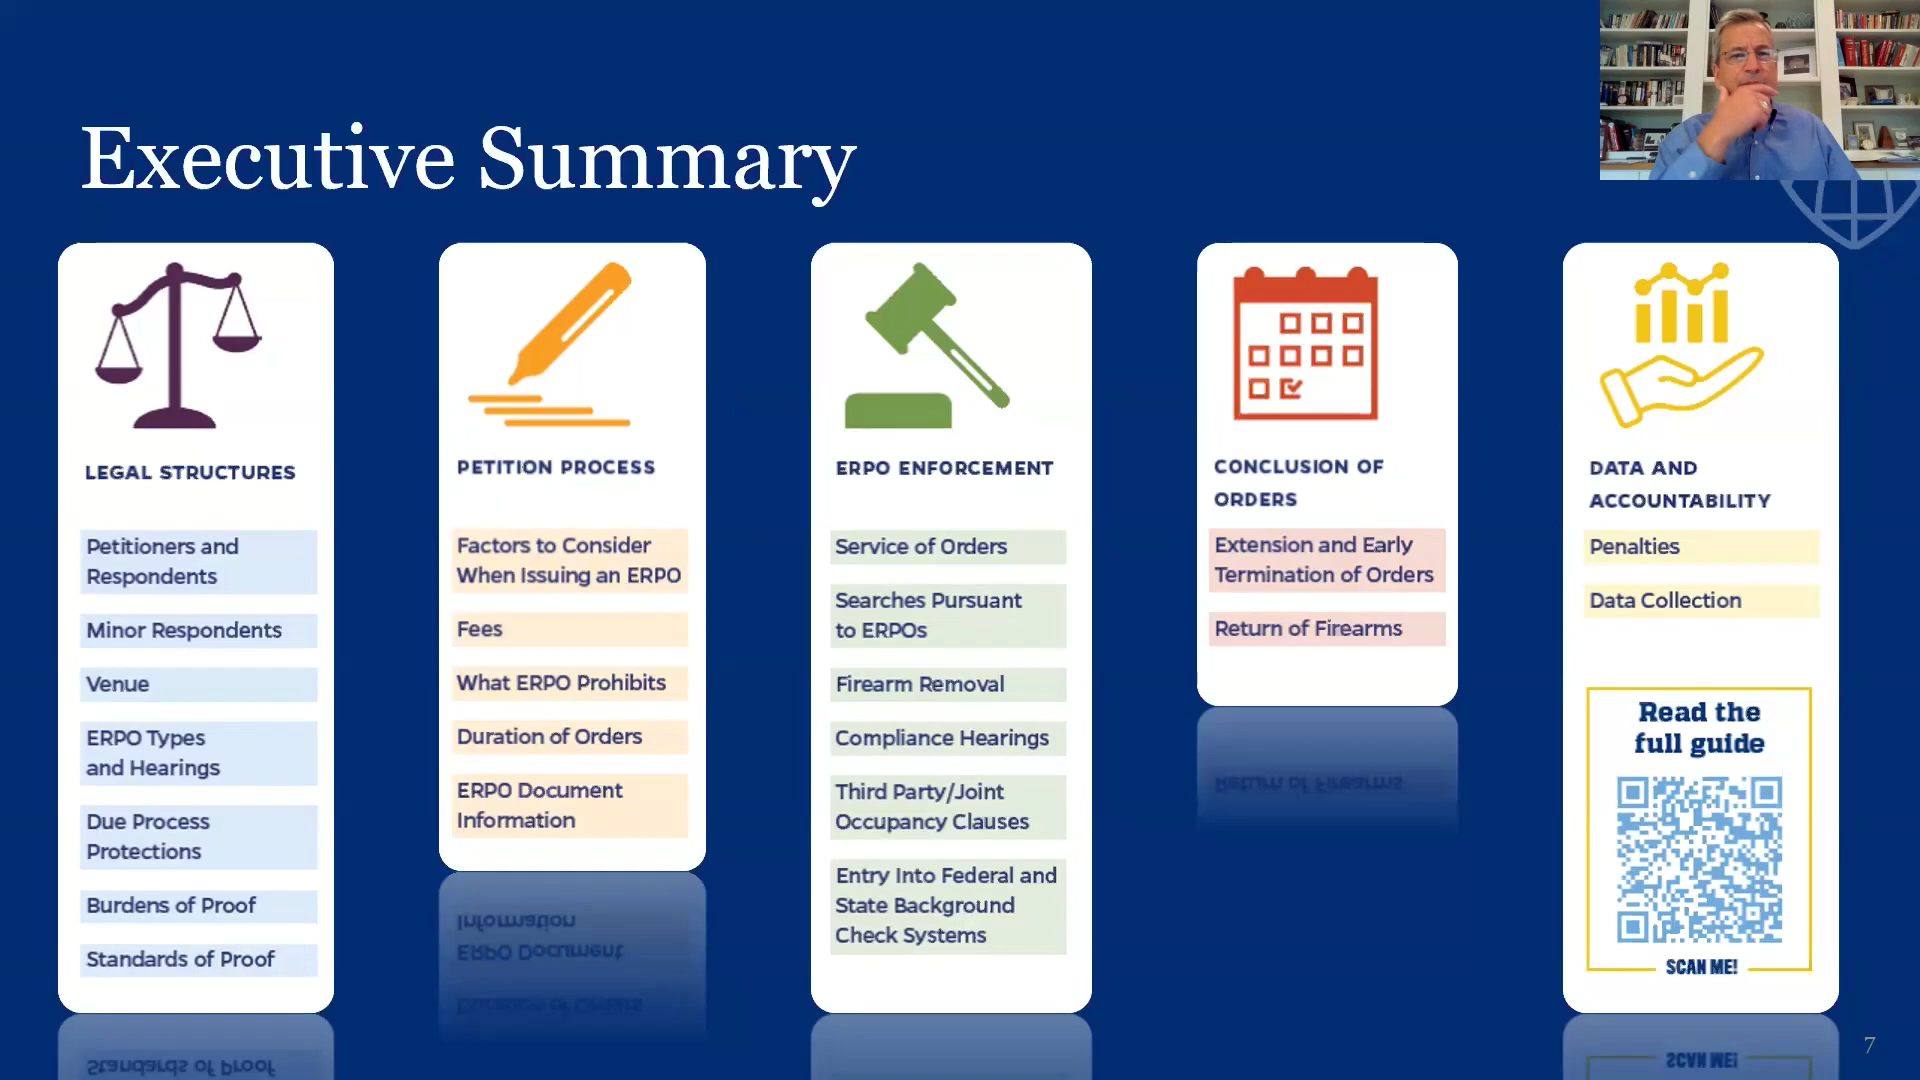 Executive Summary
LEGAL STRUCTURES
Petitioners and
Respondents
Minor Respondents
Venue
ERPO Types
and Hearings
Due Process
Protections
Burdens of Proof
Standards of Proof
PETITION PROCESS
Factors to Consider
When Issuing an ERPO
Fees
What ERPO Prohibits
Duration of Orders
ERPO Document
Information
ERPO ENFORCEMENT
Service of Orders
Searches Pursuant
to ERPOs
Firearm Removal
Compliance Hearings
Third Party/Joint
Occupancy Clauses
Entry Into Federal and
State Background
Check Systems
CONCLUSION OF
ORDERS
Extension and Early
Termination of Orders
Return of Firearms
DATA AND
ACCOUNTABILITY
Penalties
Data Collection
Read the
full guide
SCAN ME!
7